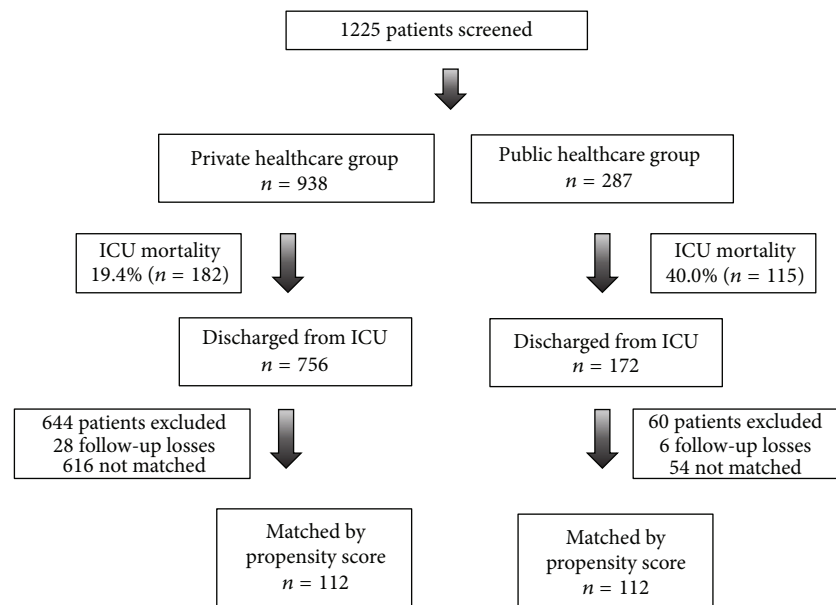 1225 patients screened
Private healthcare group
n = 938
Public healthcare group
n = 287
ICU mortality
19.4% (n = 182)
ICU mortality
40.0% (n = 115)
Discharged from ICU
n = 756
Discharged from ICU
n = 172
644 patients excluded
28 follow-up losses
616 not matched
60 patients excluded
6 follow-up losses
54 not matched
Matched by
propensity score
n = 112
Matched by
propensity score
n = 112